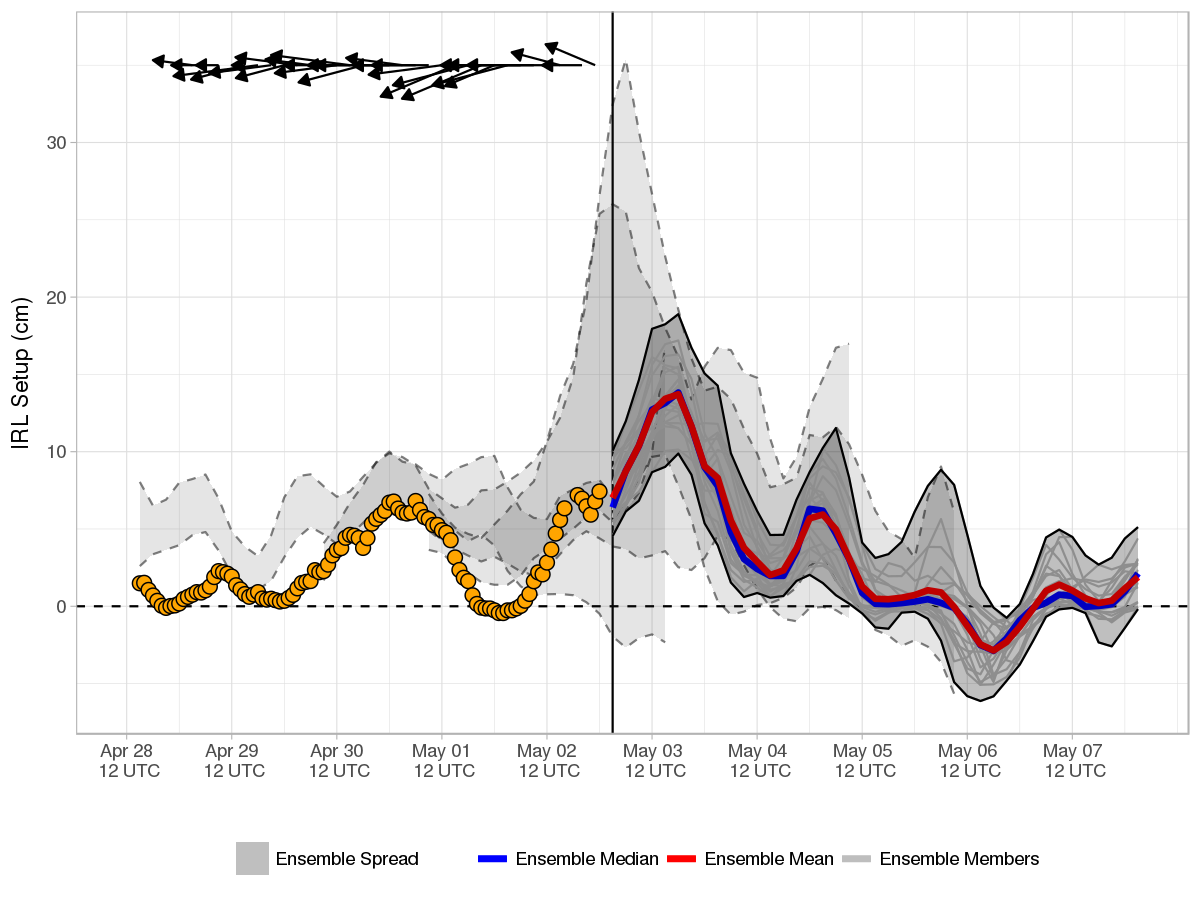 IRL Setup (cm)
30
20
10
0
Apr 28 Apr 29 Apr 30 May 01 May 02 May 03 May 04 May 05 May 06 May 07
12 UTC 12 UTC 12 UTC 12 UTC 12 UTC 12 UTC 12 UTC 12 UTC 12 UTC 12 UTC
Ensemble Spread Ensemble Median Ensemble Mean Ensemble Members